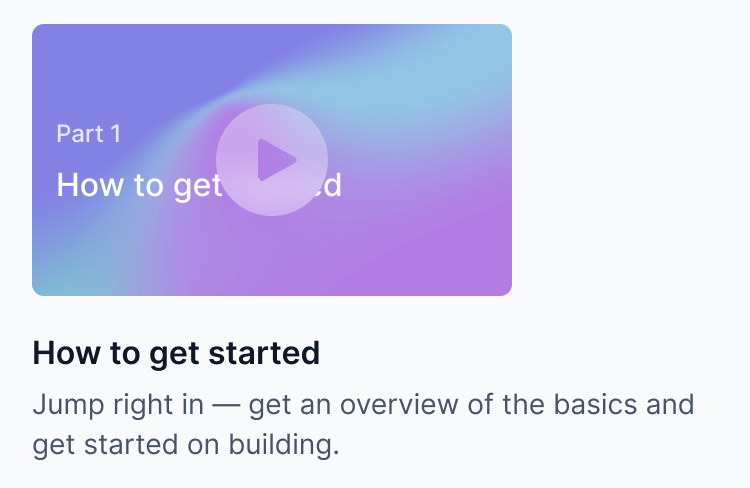 Part 1
How to get
How to get started
Jump right in — get an overview of the basics and
get started on building.